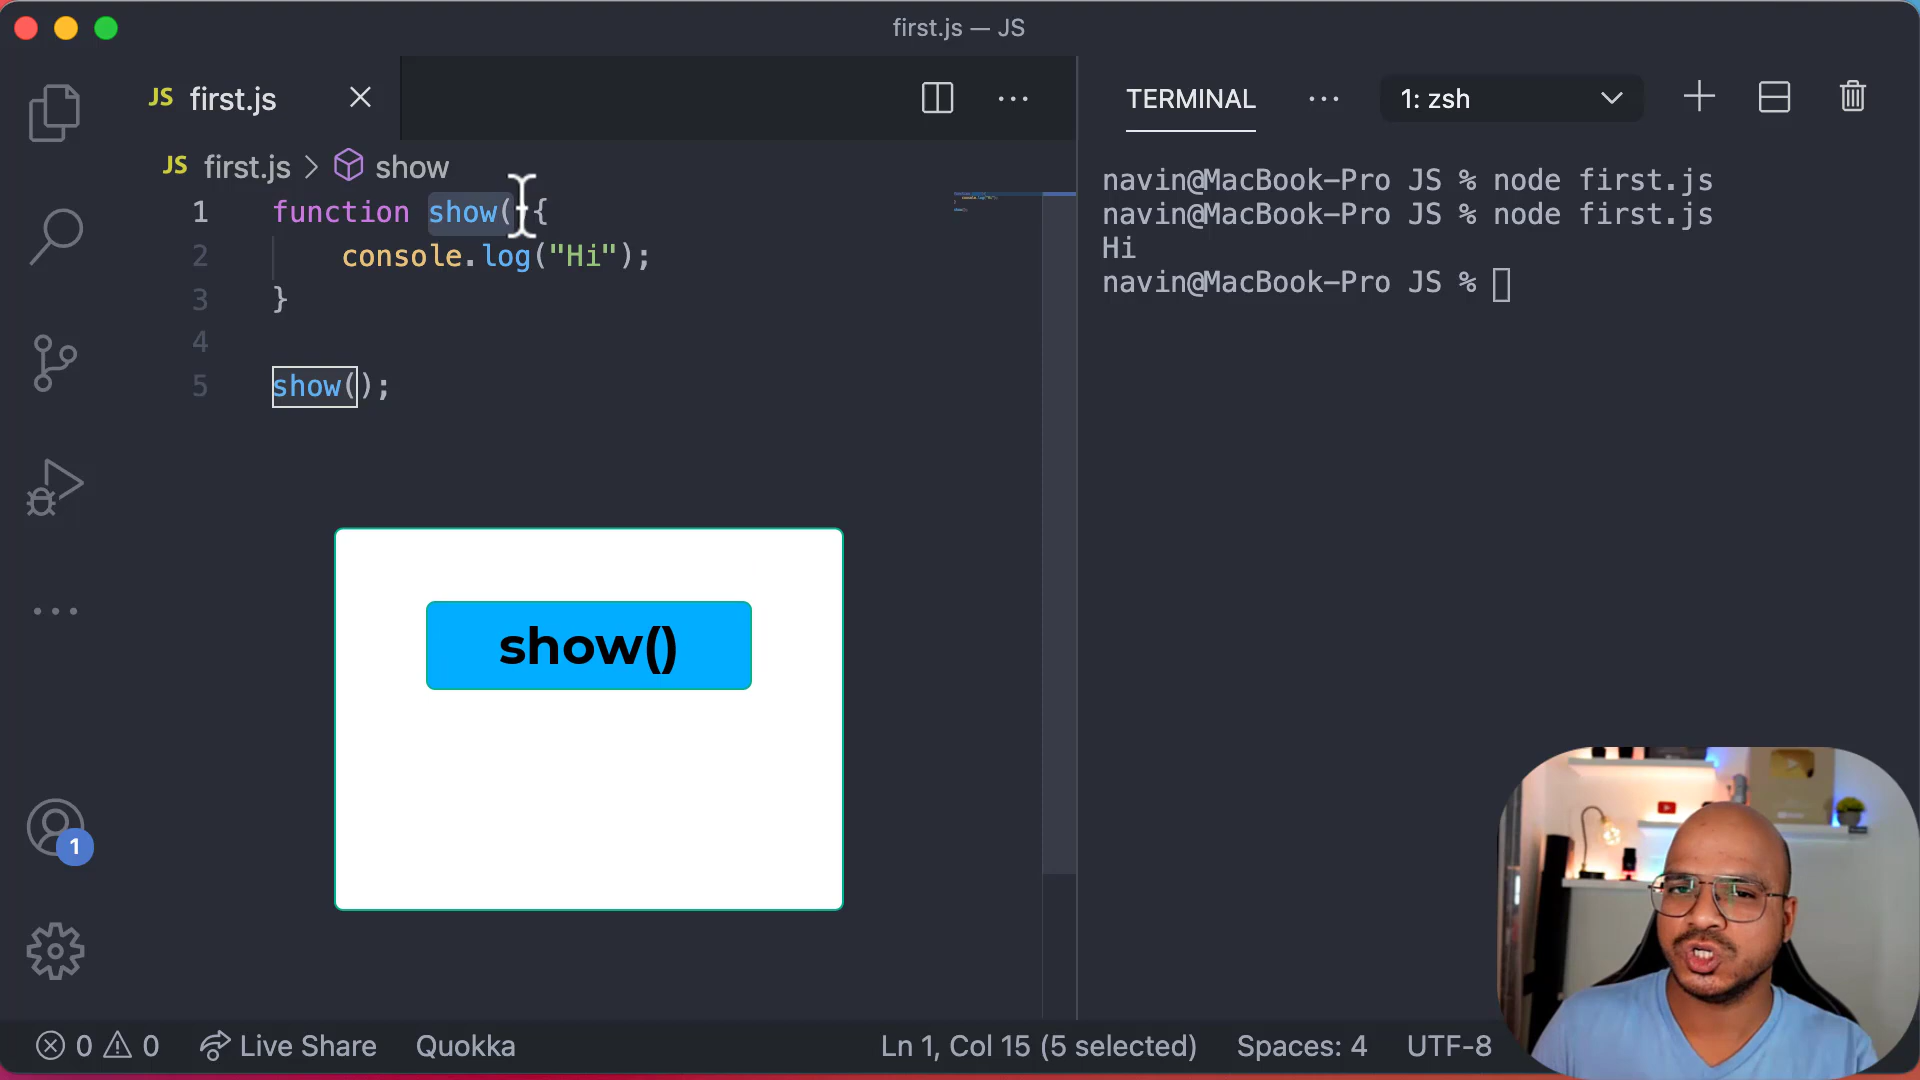 first.js — JS
JS first.js
TERMINAL
1: zsh
JS first.js > show
1 function show( {
2 console.log("Hi");
3 }
4
5 show();
navin@MacBook-Pro JS % node first.js
navin@MacBook-Pro JS % node first.js
Hi
navin@MacBook-Pro JS %
show()
1
0 0 Live Share Quokka Ln 1, Col 15 (5 selected) Spaces: 4 UTF-8